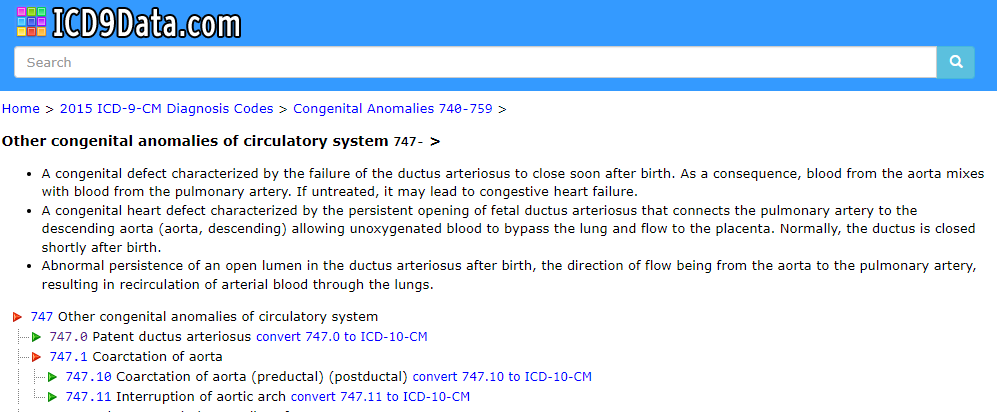 ICD9Data.com
Search
Home > 2015 ICD-9-CM Diagnosis Codes > Congenital Anomalies 740-759 >
Other congenital anomalies of circulatory system 747- >
• A congenital defect characterized by the failure of the ductus arteriosus to close soon after birth. As a consequence, blood from the aorta mixes
with blood from the pulmonary artery. If untreated, it may lead to congestive heart failure.
• A congenital heart defect characterized by the persistent opening of fetal ductus arteriosus that connects the pulmonary artery to the
descending aorta (aorta, descending) allowing unoxygenated blood to bypass the lung and flow to the placenta. Normally, the ductus is closed
shortly after birth.
• Abnormal persistence of an open lumen in the ductus arteriosus after birth, the direction of flow being from the aorta to the pulmonary artery,
resulting in recirculation of arterial blood through the lungs.
747 Other congenital anomalies of circulatory system
747.0 Patent ductus arteriosus convert 747.0 to ICD-10-CM
747.1 Coarctation of aorta
747.10 Coarctation of aorta (preductal) (postductal) convert 747.10 to ICD-10-CM
747.11 Interruption of aortic arch convert 747.11 to ICD-10-CM